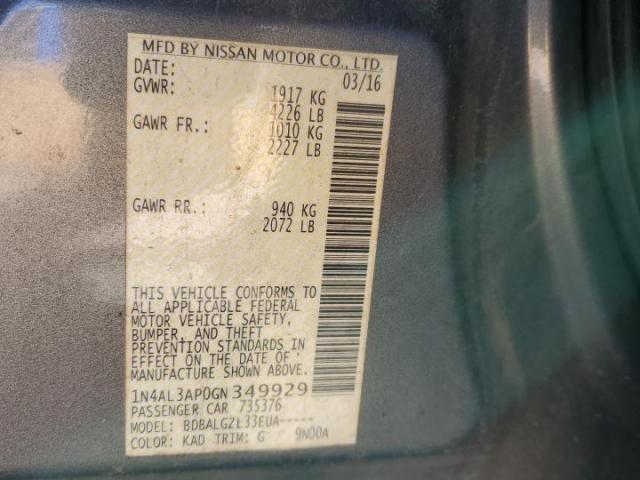 MFD BY NISSAN MOTOR CO., LTD.
DATE: 03/16
GVWR: 1917 KG
4226 LB
GAWR FR.: 1010 KG
2227 LB
GAWR RR.: 940 KG
2072 LB
THIS VEHICLE CONFORMS TO
ALL APPLICABLE FEDERAL
MOTOR VEHICLE SAFETY,
BUMPER, AND THEFT
PREVENTION STANDARDS IN
EFFECT ON THE DATE OF
MANUFACTURE SHOWN ABOVE.
1N4AL3AP0GN349929
PASSENGER CAR 735376
MODEL: BDBALGZL33EUA-----
COLOR: KAD TRIM: G 9N00A